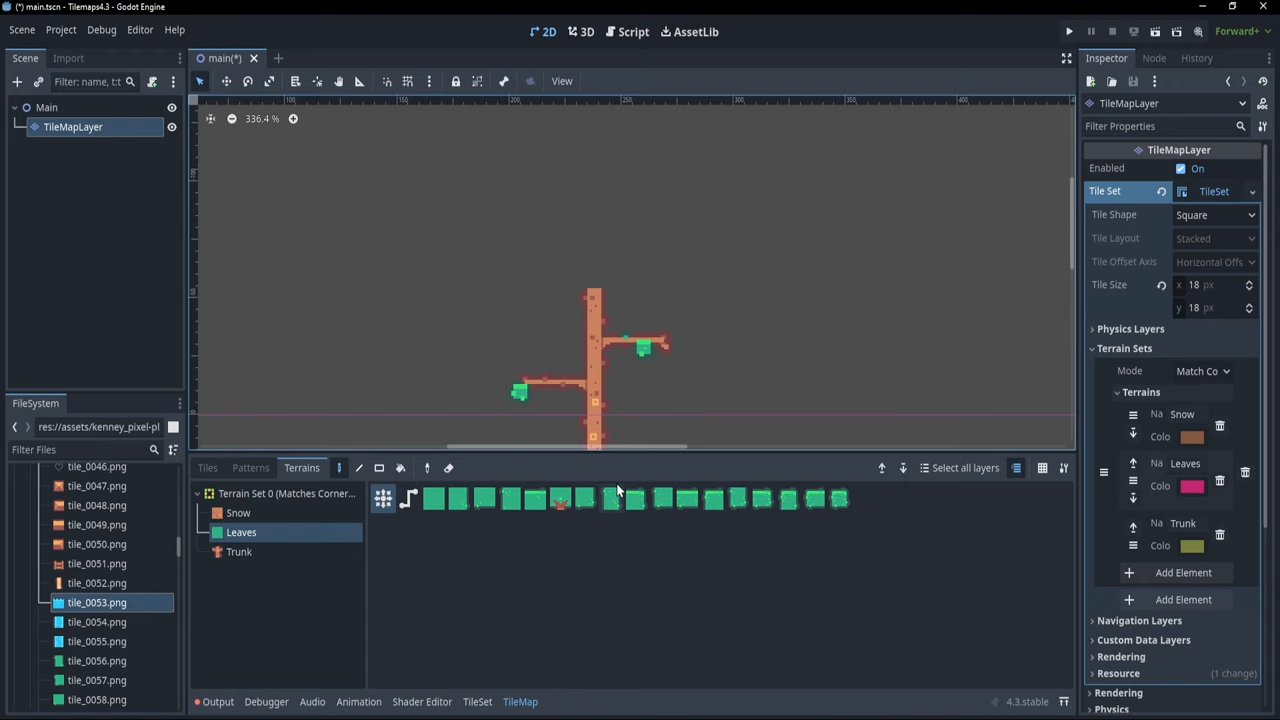 (*) main.tscn - Tilemaps4.3 - Godot Engine
Scene Project Debug Editor Help
2D 3D Script AssetLib
Forward+
Scene Import
main(*)
Inspector Node History
Filter: name, t:t
View
Main
TileMapLayer
TileMapLayer
Filter Properties
336.4 %
100 150 200 250 300 350 400
TileMapLayer
Enabled On
Tile Set TileSet
Tile Shape Square
Tile Layout Stacked
Tile Offset Axis Horizontal Offs
Tile Size x 18 px
y 18 px
Physics Layers
Terrain Sets
Mode Match Co
Terrains
Na Snow
Colo
Na Leaves
Colo
Na Trunk
Colo
Add Element
Add Element
Navigation Layers
Custom Data Layers
Rendering
Resource (1 change)
Rendering
Physics
FileSystem
res://assets/kenney_pixel-pl
Filter Files
tile_0046.png
tile_0047.png
tile_0048.png
tile_0049.png
tile_0050.png
tile_0051.png
tile_0052.png
tile_0053.png
tile_0054.png
tile_0055.png
tile_0056.png
tile_0057.png
tile_0058.png
Tiles Patterns Terrains
Select all layers
Terrain Set 0 (Matches Corner...
Snow
Leaves
Trunk
Output Debugger Audio Animation Shader Editor TileSet TileMap
4.3.stable